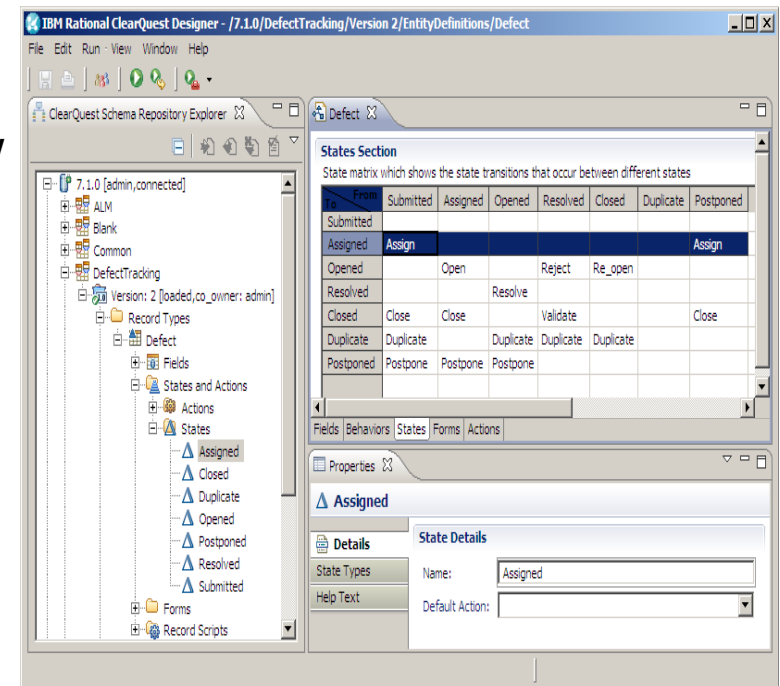 IBM Rational ClearQuest Designer - /7.1.0/DefectTracking/Version 2/EntityDefinitions/Defect
File Edit Run View Window Help
ClearQuest Schema Repository Explorer
7.1.0 [admin,connected]
ALM
Blank
Common
DefectTracking
Version: 2 [loaded,co_owner: admin]
Record Types
Defect
Fields
States and Actions
Actions
States
Assigned
Closed
Duplicate
Opened
Postponed
Resolved
Submitted
Forms
Record Scripts
Defect
States Section
State matrix which shows the state transitions that occur between different states
From
To Submitted Assigned Opened Resolved Closed Duplicate Postponed
Submitted
Assigned Assign Assign
Opened Open Reject Re_open
Resolved Resolve
Closed Close Close Validate Close
Duplicate Duplicate Duplicate Duplicate Duplicate
Postponed Postpone Postpone Postpone
Fields Behaviors States Forms Actions
Properties
Assigned
Details
State Types
Help Text
State Details
Name: Assigned
Default Action: